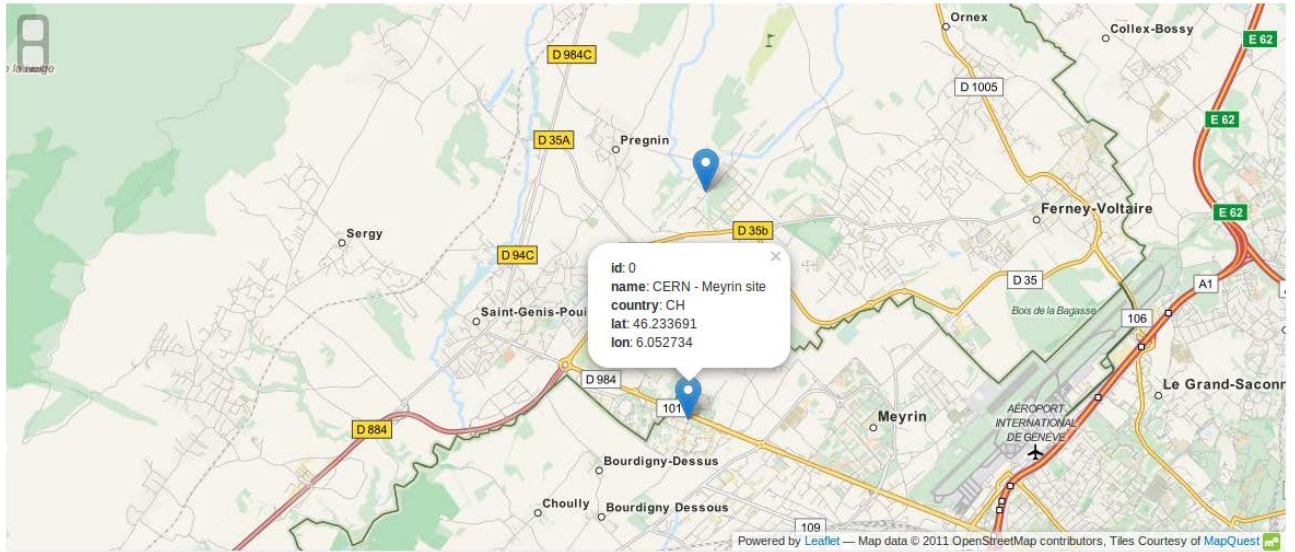 Ornex
Collex-Bossy
E 62
D 984C
D 1005
E 62
D 35A
Pregnin
Ferney-Voltaire
E 62
D 35b
Sergy
D 94C
id: 0
name: CERN - Meyrin site
country: CH
lat: 46.233691
lon: 6.052734
×
D 35
A1
Saint-Genis-Poui
Bois de la Bagasse
106
D 984
Le Grand-Saconn
101
Meyrin
AÉROPORT
INTERNATIONAL
DE GENÈVE
D 884
Bourdigny-Dessus
Choully
Bourdigny Dessous
109
Powered by Leaflet — Map data © 2011 OpenStreetMap contributors, Tiles Courtesy of MapQuest